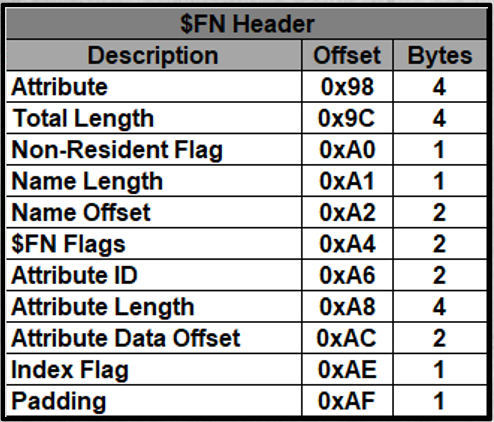 $FN Header
Description Offset Bytes
Attribute 0x98 4
Total Length 0x9C 4
Non-Resident Flag 0xA0 1
Name Length 0xA1 1
Name Offset 0xA2 2
$FN Flags 0xA4 2
Attribute ID 0xA6 2
Attribute Length 0xA8 4
Attribute Data Offset 0xAC 2
Index Flag 0xAE 1
Padding 0xAF 1